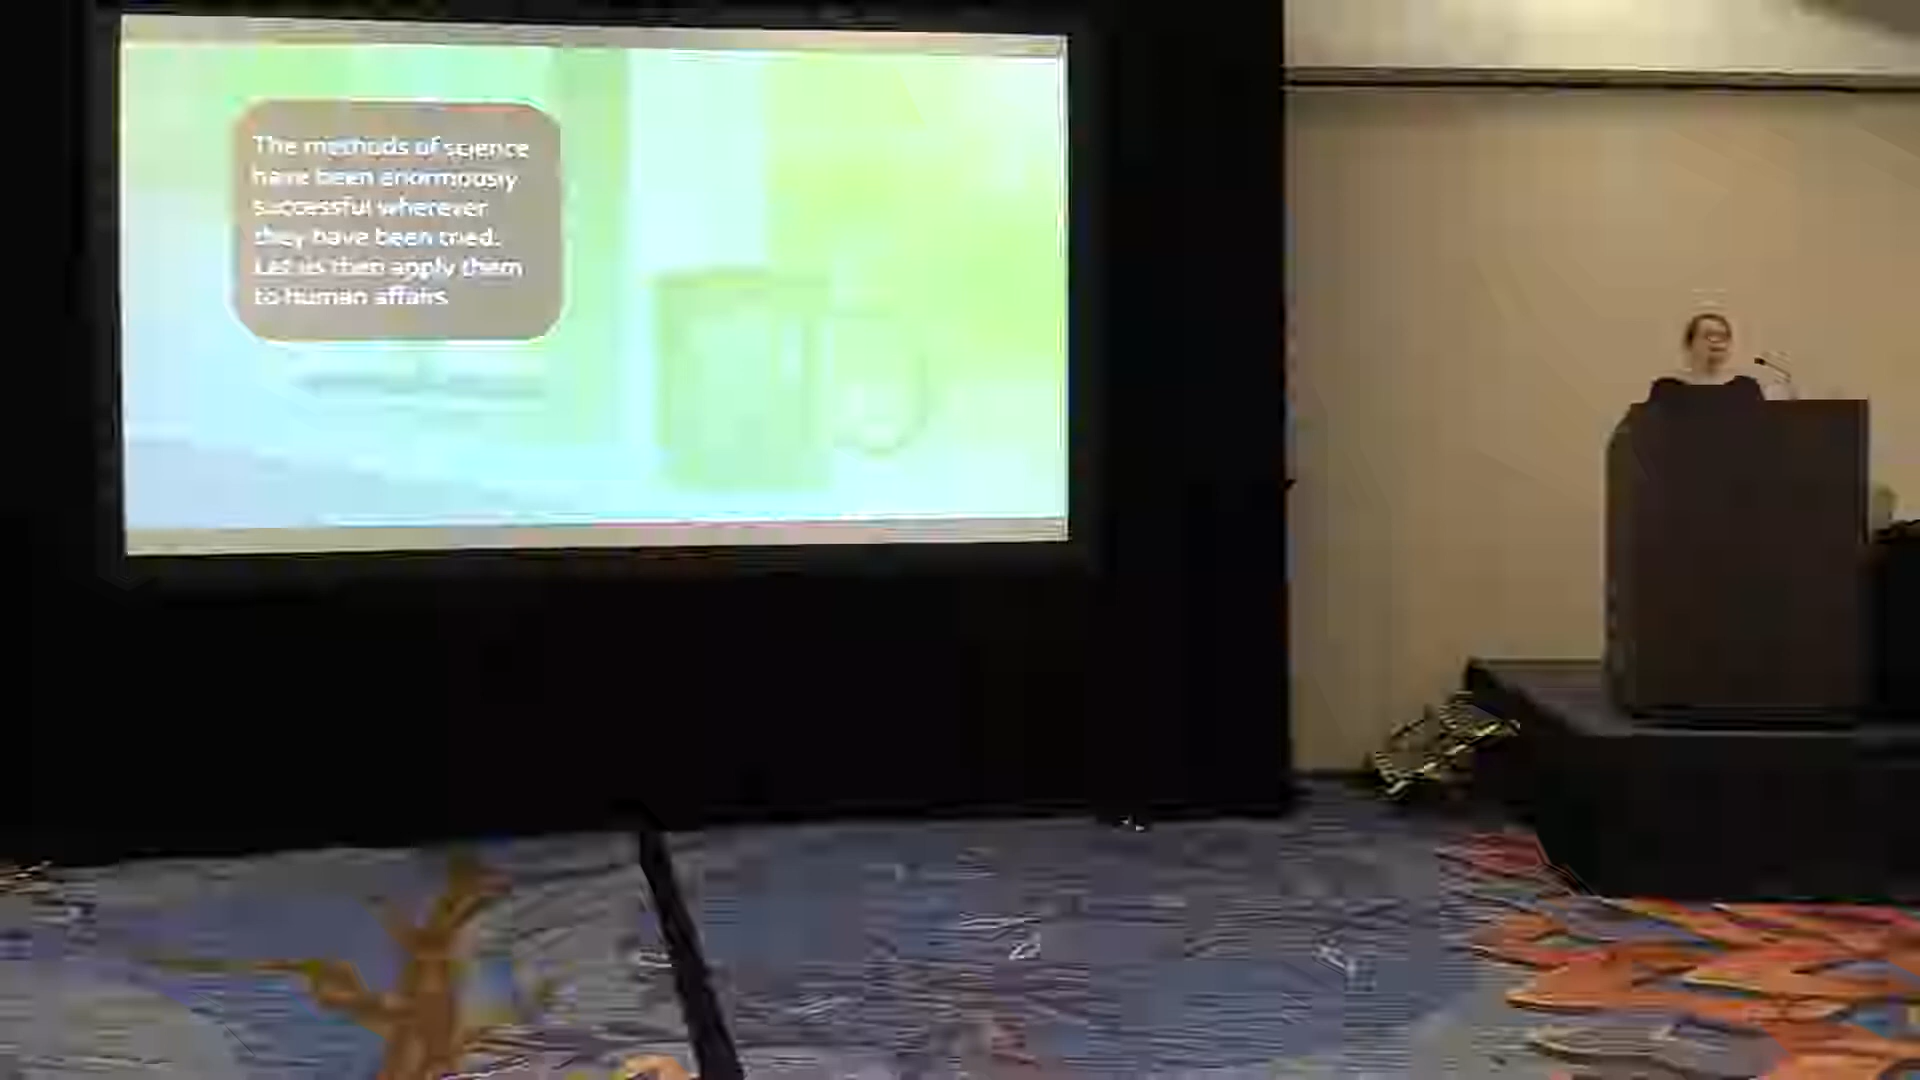 The methods of science
have been enormously
successful wherever
they have been tried.
Let us then apply them
to human affairs